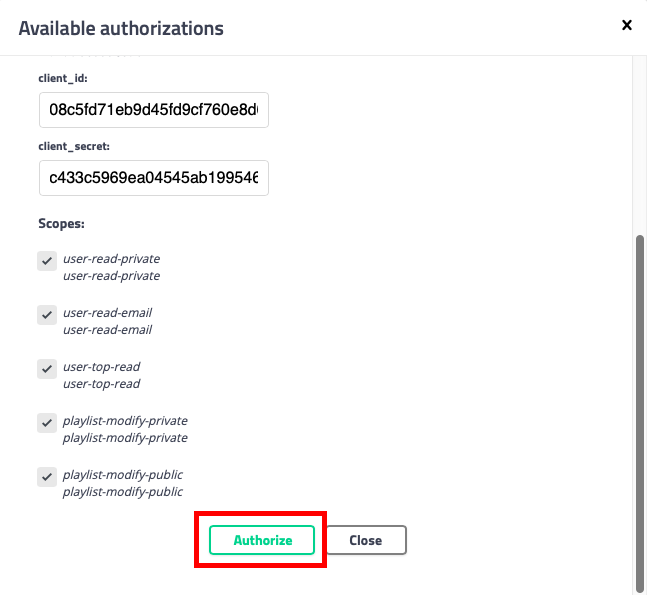 Available authorizations
client_id:
08c5fd71eb9d45fd9cf760e8d
client_secret:
c433c5969ea04545ab199546
Scopes:
user-read-private
user-read-private
user-read-email
user-read-email
user-top-read
user-top-read
playlist-modify-private
playlist-modify-private
playlist-modify-public
playlist-modify-public
Authorize
Close